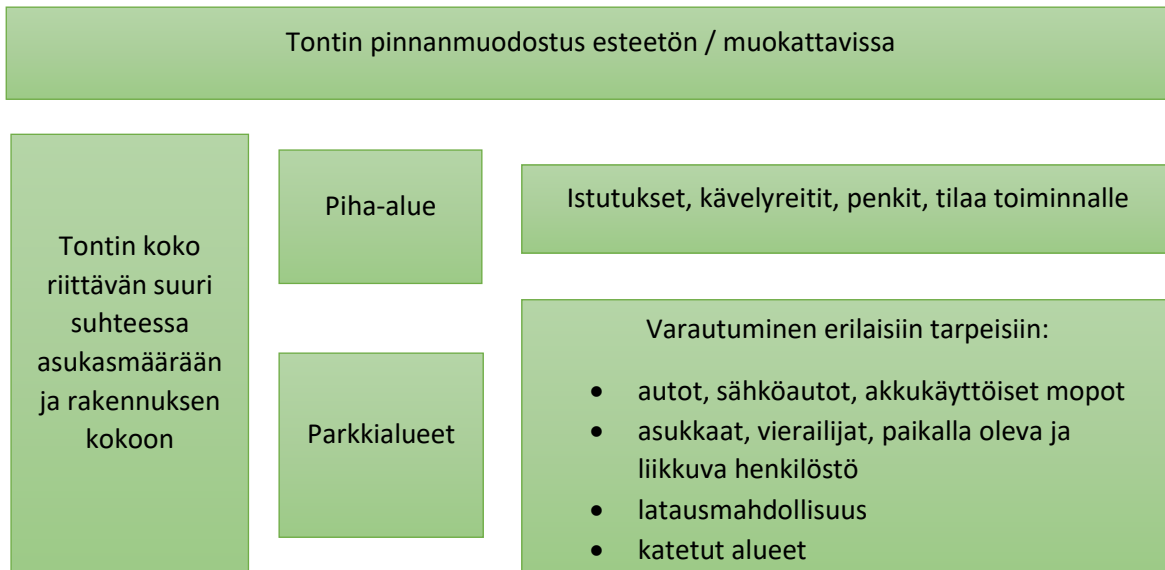 Tontin pinnanmuodostus esteetön / muokattavissa
Tontin koko
riittävän suuri
suhteessa
asukasmäärään
ja rakennuksen
kokoon
Piha-alue
Istutukset, kävelyreitit, penkit, tilaa toiminnalle
Parkkialueet
Varautuminen erilaisiin tarpeisiin:
• autot, sähköautot, akkukäyttöiset mopot
• asukkaat, vierailijat, paikalla oleva ja
liikkuva henkilöstö
• latausmahdollisuus
• katetut alueet